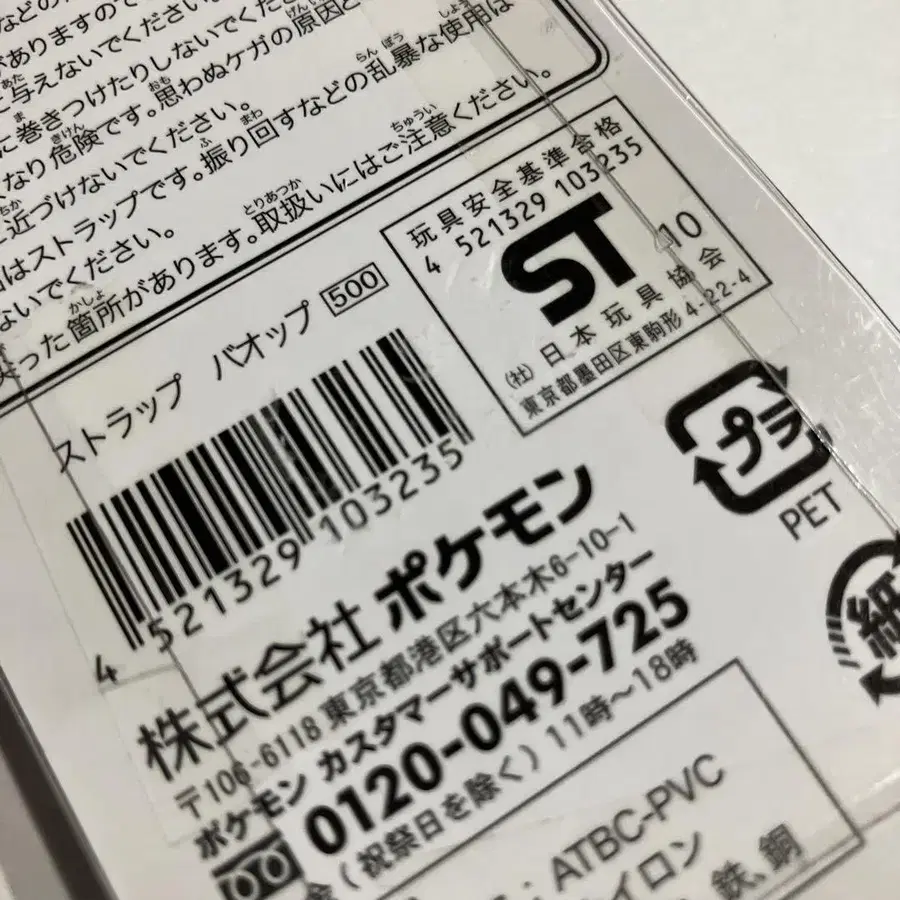 などの
がありますので
に与えないでください
に巻きつけたりしないでくださ
なり危険です。思わぬケガの原因と
近づけないでください。
はストラップです。振り回すなどの乱暴な使用は
ないでください。
った箇所があります。取扱いにはご注意ください。
ストラップ バオップ 500
4 521329 103235
玩具安全基準合格
4 521329 103235
ST 10
(社) 日本玩具協会
東京都墨田区東駒形4-22-4
プラ
PET
紙
株式会社 ポケモン
〒106-6118 東京都港区六本木6-10-1
ポケモン カスタマーサポートセンター
0120-049-725
(祝祭日を除く) 11時〜18時
: ATBC-PVC
イロン
鉄、銅